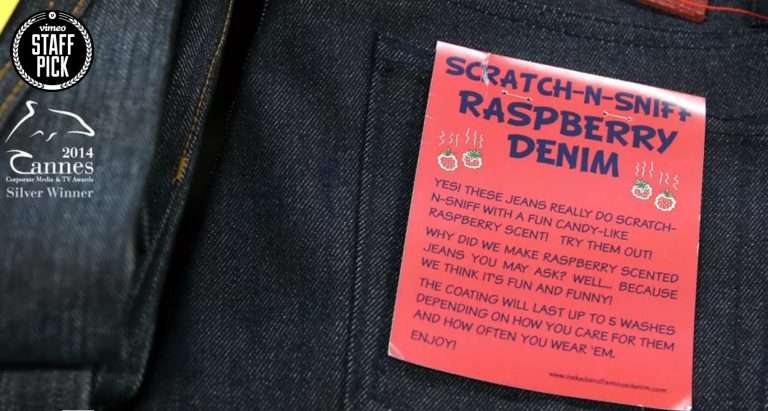 vimeo
STAFF
PICK
2014
Cannes
Corporate Media & TV Awards
Silver Winner
SCRATCH-N-SNIFF
RASPBERRY
DENIM
YES! THESE JEANS REALLY DO SCRATCH-
N-SNIFF WITH A FUN CANDY-LIKE
RASPBERRY SCENT! TRY THEM OUT!
WHY DID WE MAKE RASPBERRY SCENTED
JEANS YOU MAY ASK? WELL... BECAUSE
WE THINK IT'S FUN AND FUNNY!
THE COATING WILL LAST UP TO 5 WASHES
DEPENDING ON HOW YOU CARE FOR THEM
AND HOW OFTEN YOU WEAR 'EM.
ENJOY!
www.nakedandfamousdenim.com